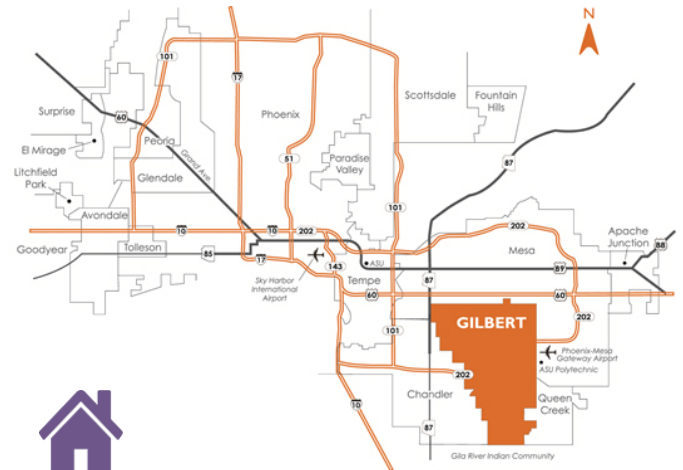 N
101
17
Surprise
60
Phoenix
Scottsdale
Fountain
Hills
El Mirage
Peoria
Grand Ave
51
Paradise
Valley
87
Litchfield
Park
Glendale
Avondale
101
10
10
202
202
Goodyear
Tolleson
85
17
Sky Harbor
International
Airport
143
ASU
Tempe
60
Mesa
Apache
Junction
88
89
87
60
202
101
GILBERT
Phoenix-Mesa
Gateway Airport
ASU Polytechnic
202
Chandler
Queen
Creek
10
87
Gila River Indian Community